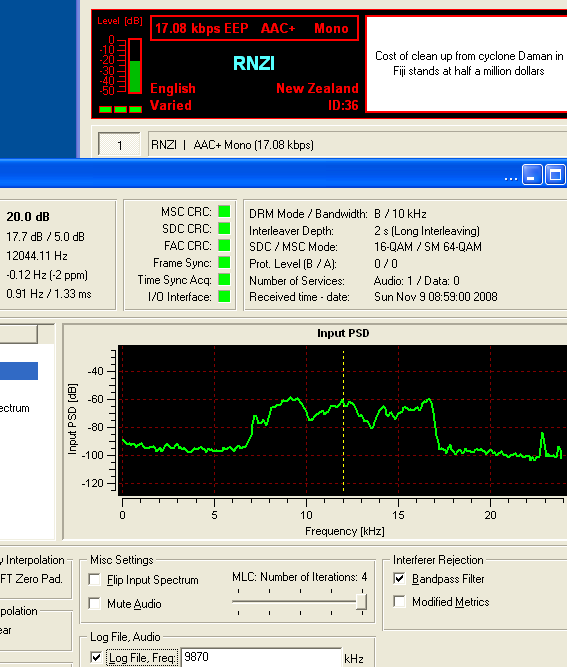 Level [dB]
0
-10
-20
-30
-40
-50
17.08 kbps EEP AAC+ Mono
RNZI
English New Zealand
Varied ID:36
Cost of clean up from cyclone Daman in
Fiji stands at half a million dollars
1 RNZI | AAC+ Mono (17.08 kbps)
...
20.0 dB
17.7 dB / 5.0 dB
12044.11 Hz
-0.12 Hz (-2 ppm)
0.91 Hz / 1.33 ms
MSC CRC:
SDC CRC:
FAC CRC:
Frame Sync:
Time Sync Acq:
I/O Interface:
DRM Mode / Bandwidth: B / 10 kHz
Interleaver Depth: 2 s (Long Interleaving)
SDC / MSC Mode: 16-QAM / SM 64-QAM
Prot. Level (B / A): 0 / 0
Number of Services: Audio: 1 / Data: 0
Received time - date: Sun Nov 9 08:59:00 2008
ectrum
Input PSD
Input PSD [dB]
-40
-60
-80
-100
-120
0 5 10 15 20
Frequency [kHz]
y Interpolation
FT Zero Pad.
polation
ear
Misc Settings
Flip Input Spectrum
Mute Audio
MLC: Number of Iterations: 4
Interferer Rejection
Bandpass Filter
Modified Metrics
Log File, Audio
Log File, Freq: 9870 kHz